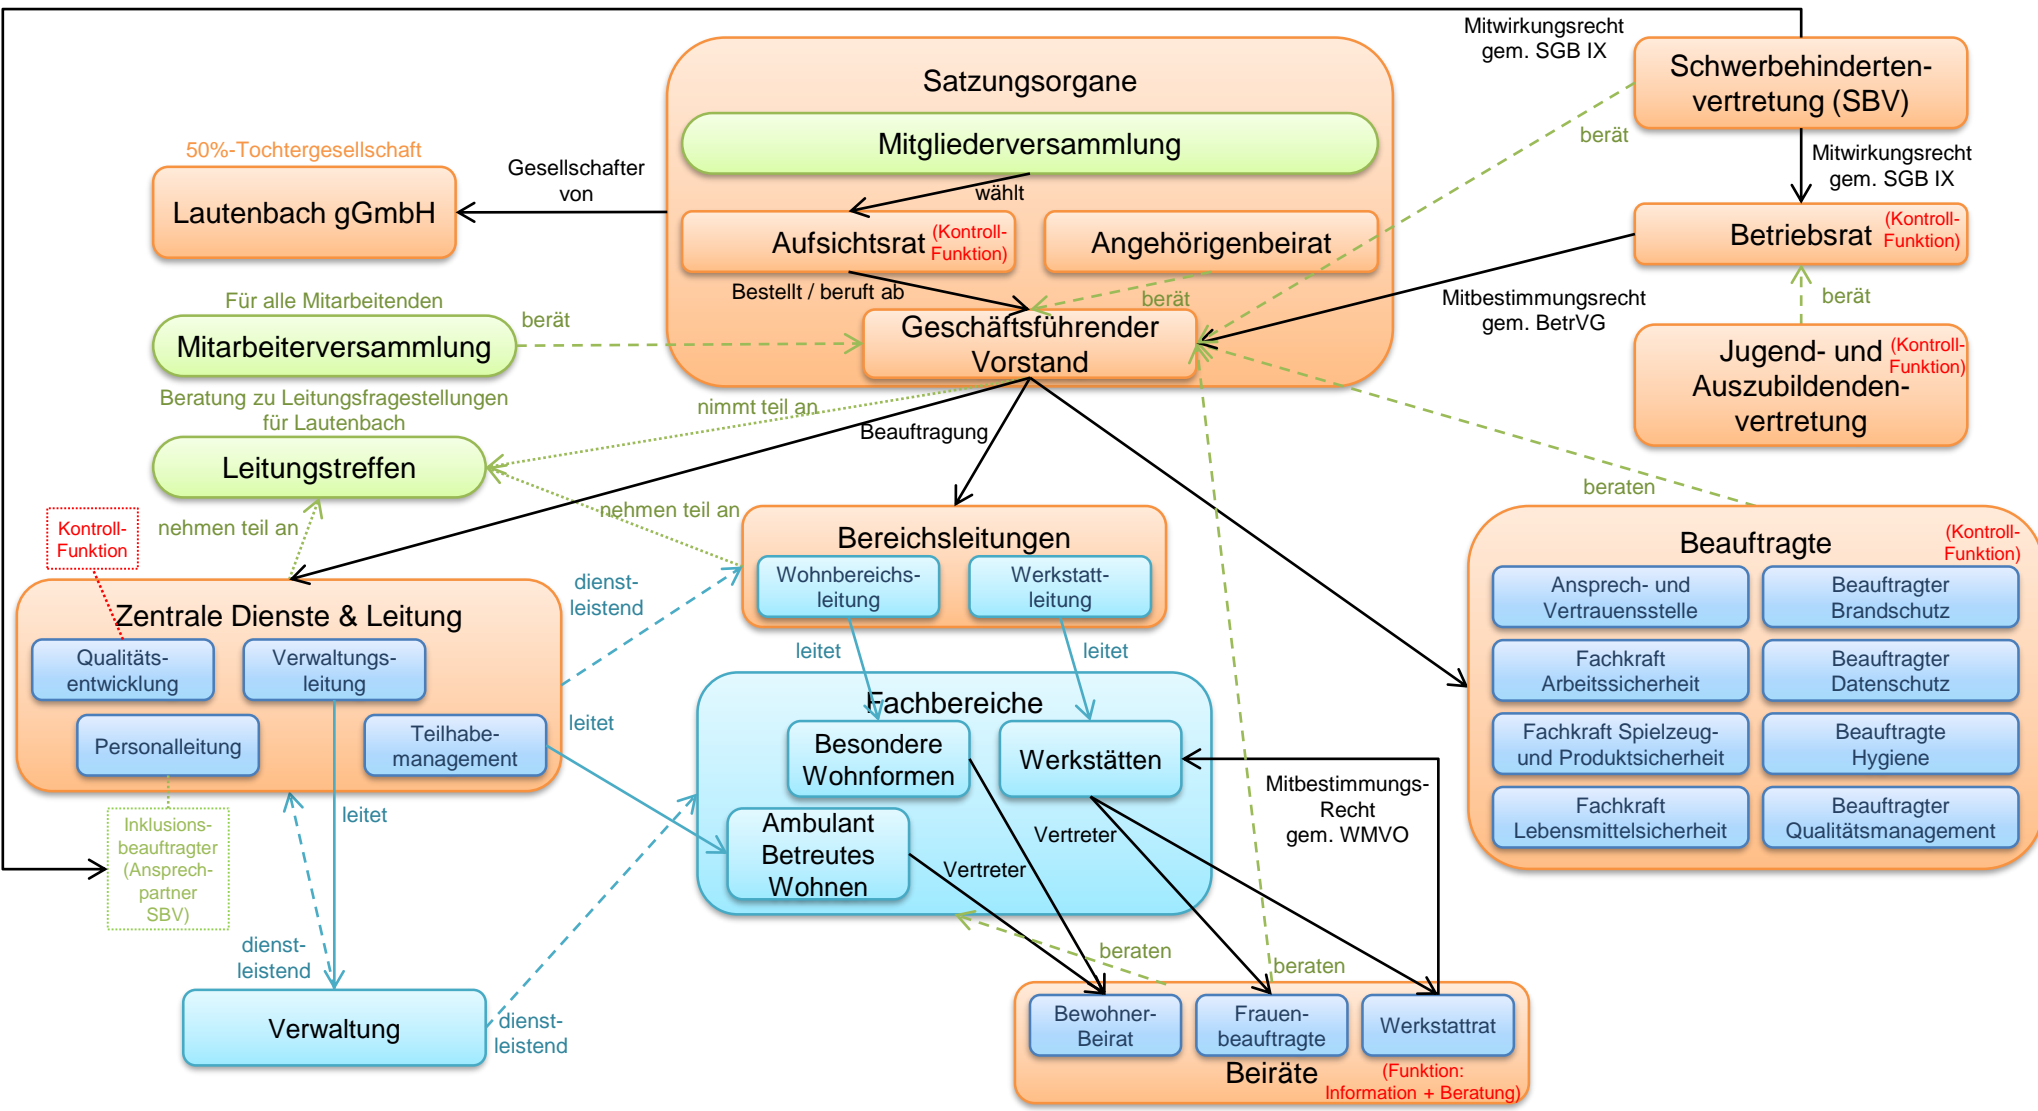 Mitwirkungsrecht
gem. SGB IX
Schwerbehinderten-
vertretung (SBV)
Satzungsorgane
Mitgliederversammlung
berät
50%-Tochtergesellschaft
Lautenbach gGmbH
Gesellschafter
von
wählt
Mitwirkungsrecht
gem. SGB IX
Aufsichtsrat
(Kontroll-
Funktion)
Angehörigenbeirat
Betriebsrat
(Kontroll-
Funktion)
Bestellt / beruft ab
berät
Mitbestimmungsrecht
gem. BetrVG
berät
Für alle Mitarbeitenden
Mitarbeiterversammlung
berät
Geschäftsführender
Vorstand
Jugend- und
Auszubildenden-
vertretung
(Kontroll-
Funktion)
Beratung zu Leitungsfragestellungen
für Lautenbach
Leitungstreffen
nimmt teil an
Beauftragung
beraten
Kontroll-
Funktion
nehmen teil an
nehmen teil an
Bereichsleitungen
Wohnbereichs-
leitung
Werkstatt-
leitung
Beauftragte
(Kontroll-
Funktion)
Ansprech- und
Vertrauensstelle
Beauftragter
Brandschutz
Fachkraft
Arbeitssicherheit
Beauftragter
Datenschutz
Fachkraft Spielzeug-
und Produktsicherheit
Beauftragte
Hygiene
Fachkraft
Lebensmittelsicherheit
Beauftragter
Qualitätsmanagement
dienst-
leistend
Zentrale Dienste & Leitung
Qualitäts-
entwicklung
Verwaltungs-
leitung
Personalleitung
Teilhabe-
management
leitet
leitet
leitet
Fachbereiche
Besondere
Wohnformen
Werkstätten
Ambulant
Betreutes
Wohnen
Mitbestimmungs-
Recht
gem. WMVO
Vertreter
Vertreter
leitet
Inklusions-
beauftragter
(Ansprech-
partner
SBV)
dienst-
leistend
Verwaltung
dienst-
leistend
beraten
beraten
Bewohner-
Beirat
Frauen-
beauftragte
Werkstattrat
Beiräte
(Funktion:
Information + Beratung)